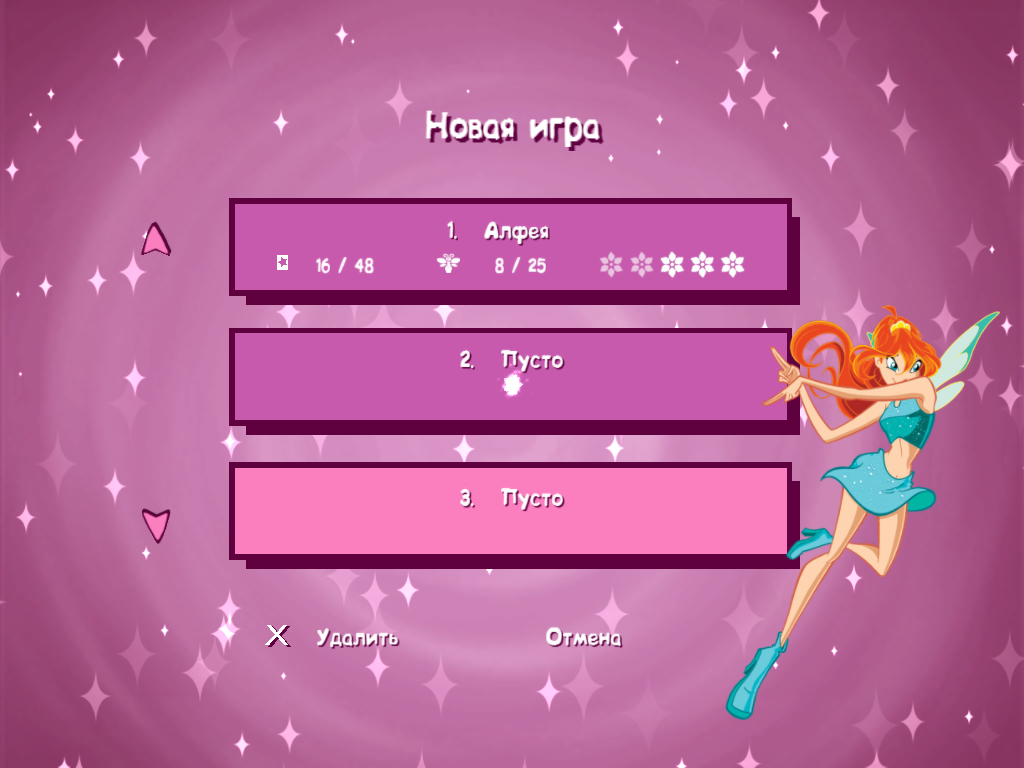 Новая игра
1. Алфея
16 / 48 8 / 25
2. Пусто
3. Пусто
Удалить Отмена